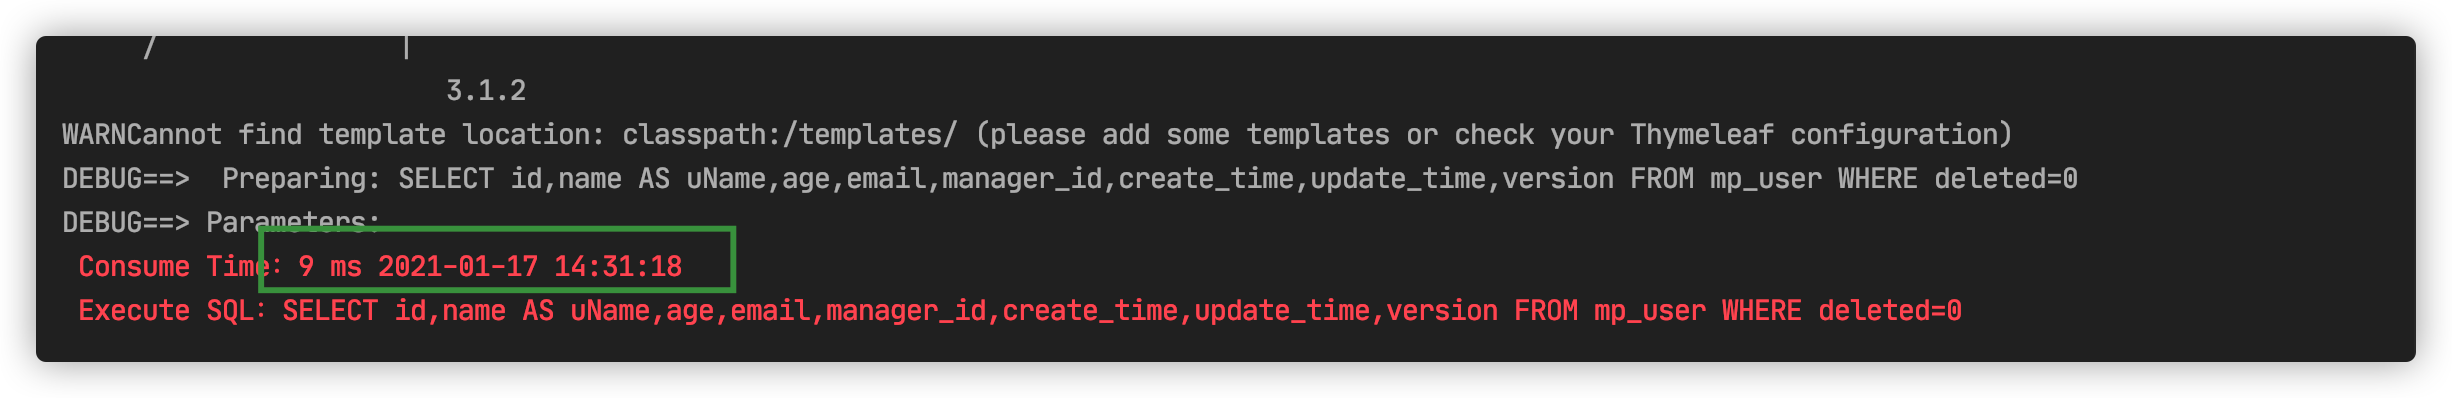 3.1.2
WARNCannot find template location: classpath:/templates/ (please add some templates or check your Thymeleaf configuration)
DEBUG==>  Preparing: SELECT id,name AS uName,age,email,manager_id,create_time,update_time,version FROM mp_user WHERE deleted=0
DEBUG==> Parameters:
Consume Time：9 ms 2021-01-17 14:31:18
Execute SQL：SELECT id,name AS uName,age,email,manager_id,create_time,update_time,version FROM mp_user WHERE deleted=0